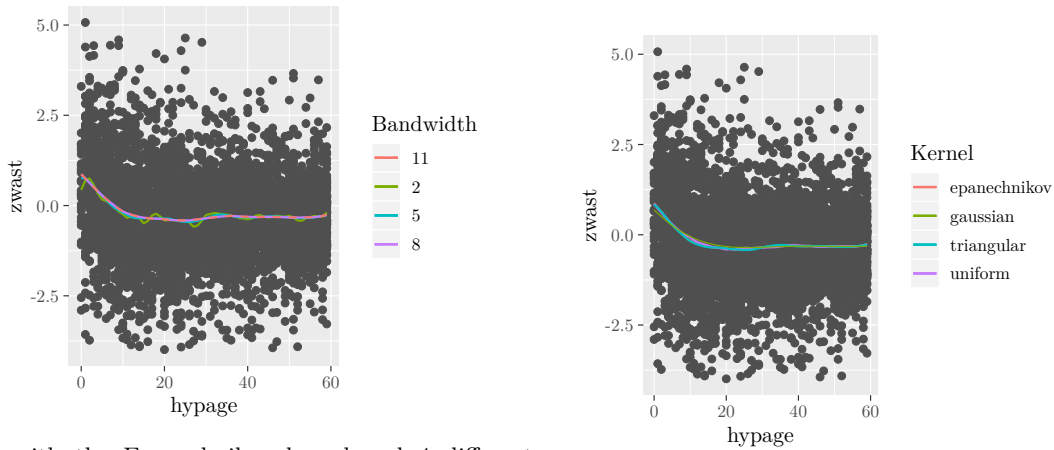 5.0
2.5
0.0
-2.5
zwast
0
20
40
60
hypage
Bandwidth
11
2
5
8
5.0
2.5
0.0
-2.5
zwast
0
20
40
60
hypage
Kernel
epanechnikov
gaussian
triangular
uniform